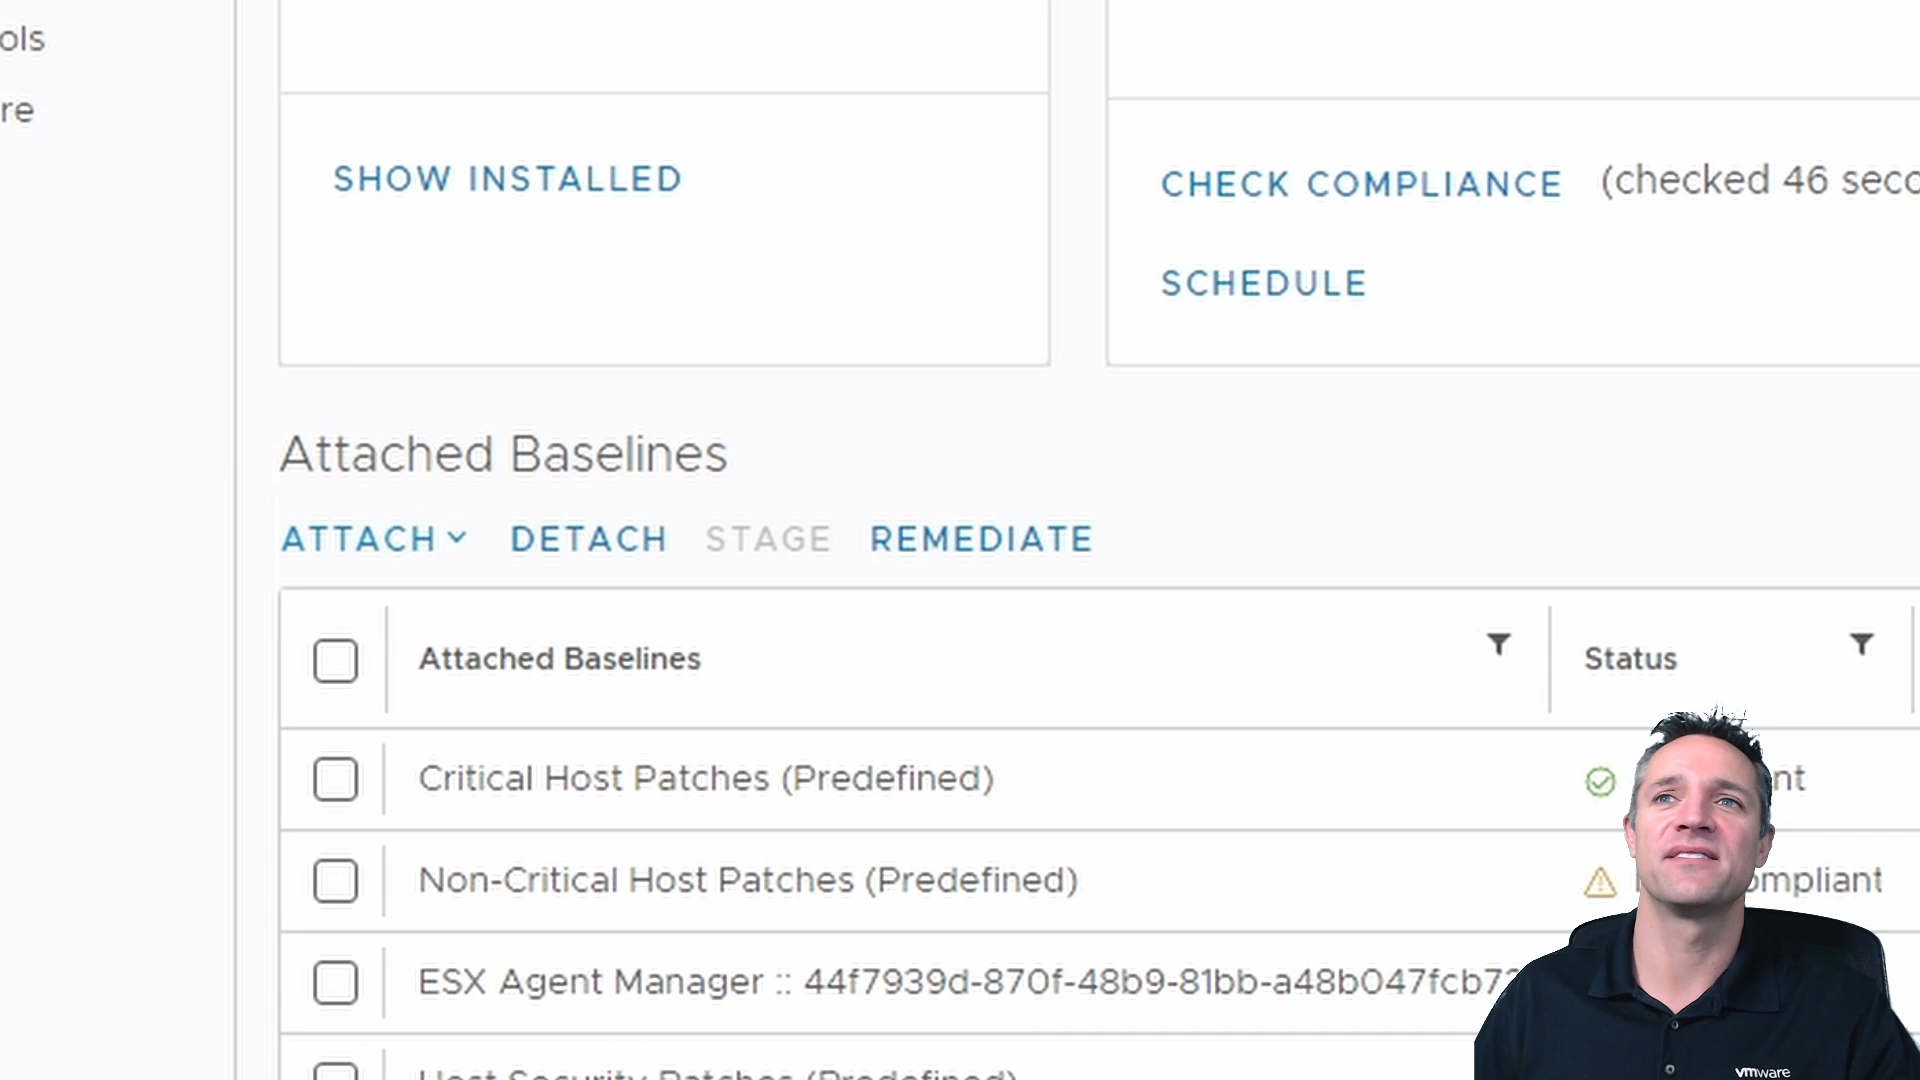 ols
re
SHOW INSTALLED
CHECK COMPLIANCE (checked 46 seco
SCHEDULE
Attached Baselines
ATTACH DETACH STAGE REMEDIATE
Attached Baselines Status
Critical Host Patches (Predefined) nt
Non-Critical Host Patches (Predefined) ompliant
ESX Agent Manager :: 44f7939d-870f-48b9-81bb-a48b047fcb7
Host Security Patches (Predefined)
vmware